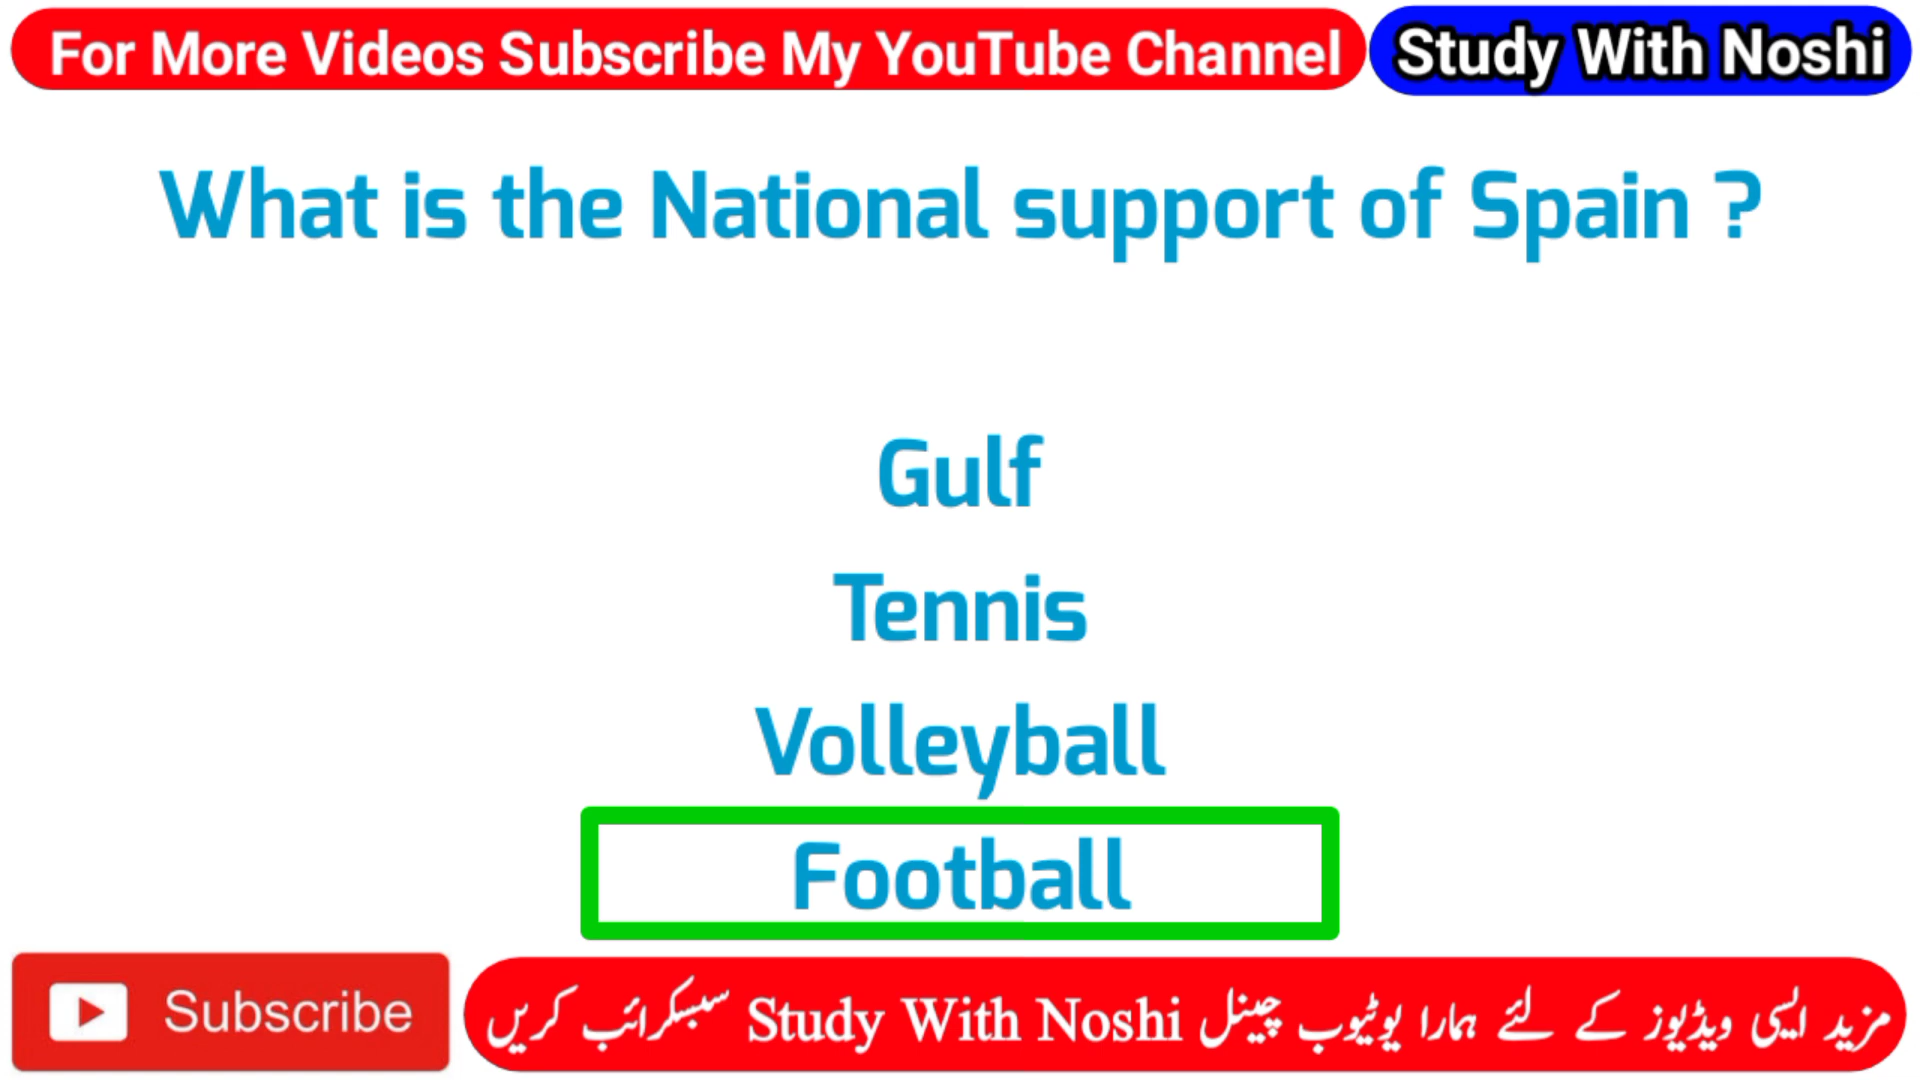 For More Videos Subscribe My YouTube Channel Study With Noshi
What is the National support of Spain ?
Gulf
Tennis
Volleyball
Football
Subscribe
مزید ایسی ویڈیوز کے لئے ہمارا یوٹیوب چینل Study With Noshi سبسکرائب کریں